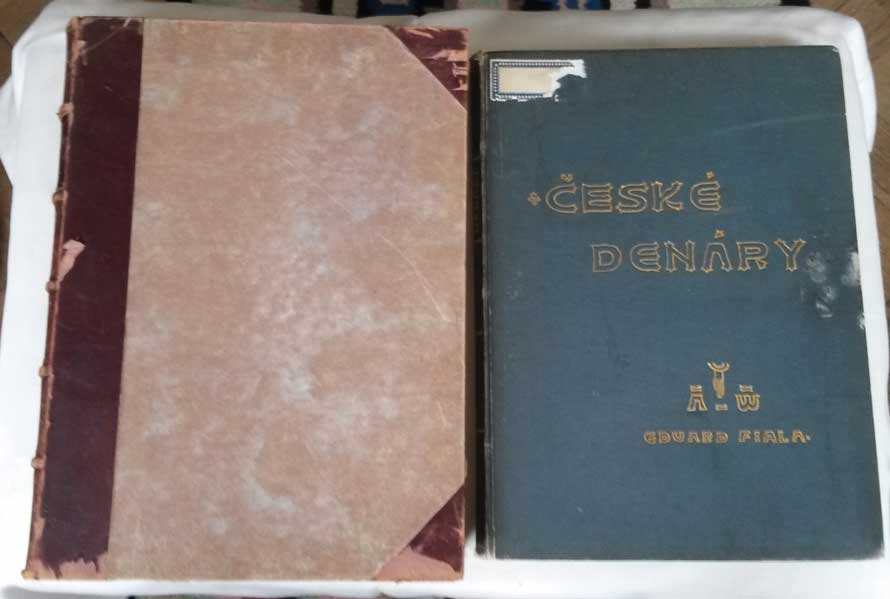 ČESKÉ
DENÁRY
Ā W̄
EDUARD FIALA.